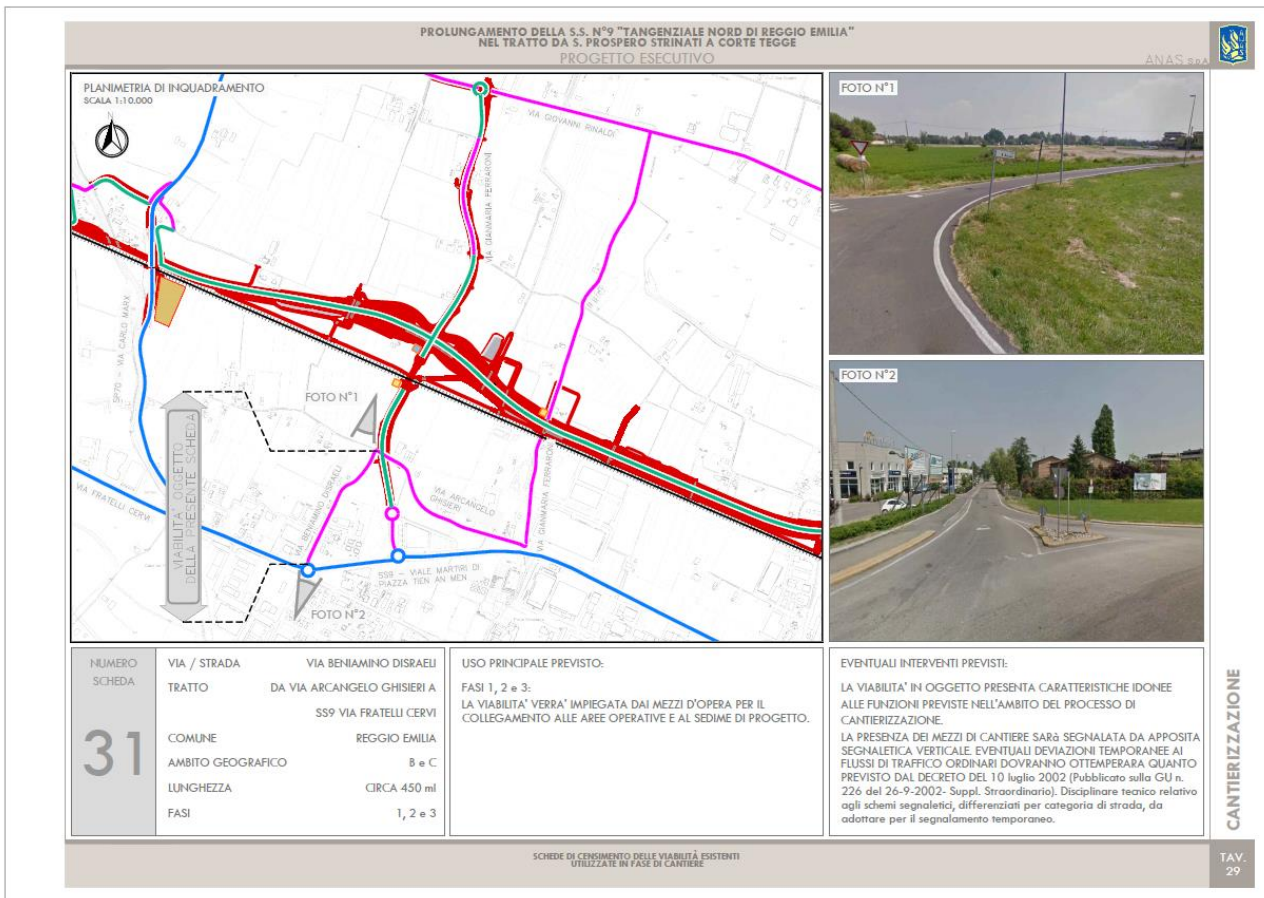 PROLUNGAMENTO DELLA S.S. N°9 "TANGENZIALE NORD DI REGGIO EMILIA"
NEL TRATTO DA S. PROSPERO STRINATI A CORTE TEGGE
PROGETTO ESECUTIVO
ANAS S.p.A.
PLANIMETRIA DI INQUADRAMENTO
SCALA 1:10.000
N
VIA GIOVANNI RINALDI
VIA GIANMARIA FERRARONI
SP70 - VIA CARLO MARX
FOTO N°1
VIABILITA' OGGETTO
DELLA PRESENTE SCHEDA
VIA BENIAMINO DISRAELI
VIA ARCANGELO
GHISIERI
VIA GIANMARIA FERRARONI
VIA FRATELLI CERVI
SS9 - VIALE MARTIRI DI
PIAZZA TIEN AN MEN
FOTO N°2
FOTO N°1
FOTO N°2
NUMERO
SCHEDA
31
VIA / STRADA VIA BENIAMINO DISRAELI
TRATTO DA VIA ARCANGELO GHISIERI A
SS9 VIA FRATELLI CERVI
COMUNE REGGIO EMILIA
AMBITO GEOGRAFICO B e C
LUNGHEZZA CIRCA 450 ml
FASI 1, 2 e 3
USO PRINCIPALE PREVISTO:
FASI 1, 2 e 3:
LA VIABILITA' VERRA' IMPIEGATA DAI MEZZI D'OPERA PER IL
COLLEGAMENTO ALLE AREE OPERATIVE E AL SEDIME DI PROGETTO.
EVENTUALI INTERVENTI PREVISTI:
LA VIABILITA' IN OGGETTO PRESENTA CARATTERISTICHE IDONEE
ALLE FUNZIONI PREVISTE NELL'AMBITO DEL PROCESSO DI
CANTIERIZZAZIONE.
LA PRESENZA DEI MEZZI DI CANTIERE SARà SEGNALATA DA APPOSITA
SEGNALETICA VERTICALE. EVENTUALI DEVIAZIONI TEMPORANEE AI
FLUSSI DI TRAFFICO ORDINARI DOVRANNO OTTEMPERARA QUANTO
PREVISTO DAL DECRETO DEL 10 luglio 2002 (Pubblicato sulla GU n.
226 del 26-9-2002- Suppl. Straordinario). Disciplinare tecnico relativo
agli schemi segnaletici, differenziati per categoria di strada, da
adottare per il segnalamento temporaneo.
CANTIERIZZAZIONE
SCHEDE DI CENSIMENTO DELLE VIABILITÀ ESISTENTI
UTILIZZATE IN FASE DI CANTIERE
TAV.
29